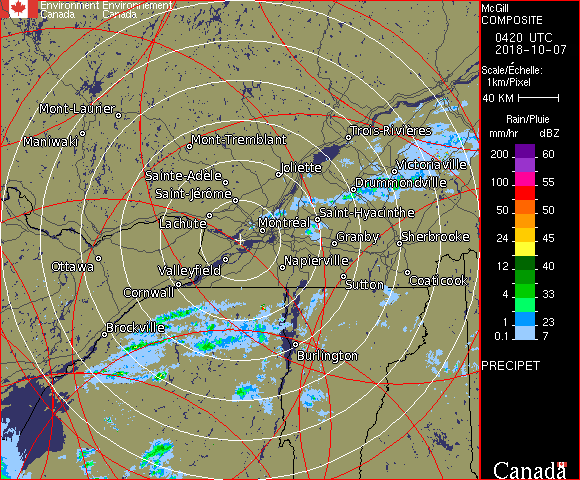 Environment Environnement
Canada Canada
McGill
COMPOSITE
0420 UTC
2018-10-07
Scale/Échelle:
1km/Pixel
40 KM
Rain/Pluie
mm/hr dBZ
200 60
100 55
50 50
24 45
12 40
4 33
1 23
0.1 7
PRECIPET
Canada
Mont-Laurier
Maniwaki
Mont-Tremblant
Trois-Rivières
Joliette
Victoriaville
Sainte-Adèle
Drummondville
Saint-Jérôme
Saint-Hyacinthe
Lachute
Montréal
Granby
Sherbrooke
Ottawa
Valleyfield
Napierville
Sutton
Coaticook
Cornwall
Brockville
Burlington